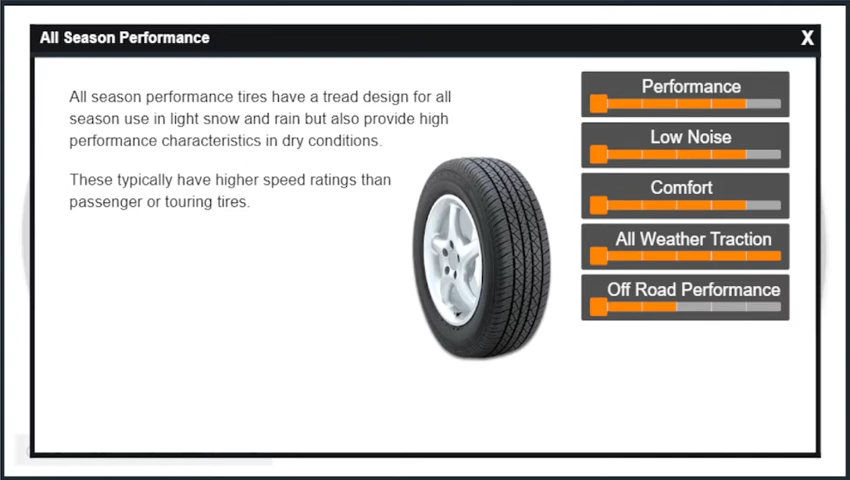 All Season Performance
X
All season performance tires have a tread design for all
season use in light snow and rain but also provide high
performance characteristics in dry conditions.
These typically have higher speed ratings than
passenger or touring tires.
Performance
Low Noise
Comfort
All Weather Traction
Off Road Performance